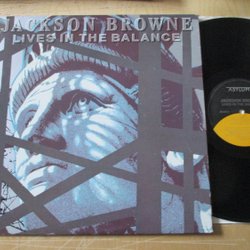 JACKSON BROWNE
LIVES IN THE BALANCE
ASYLUM